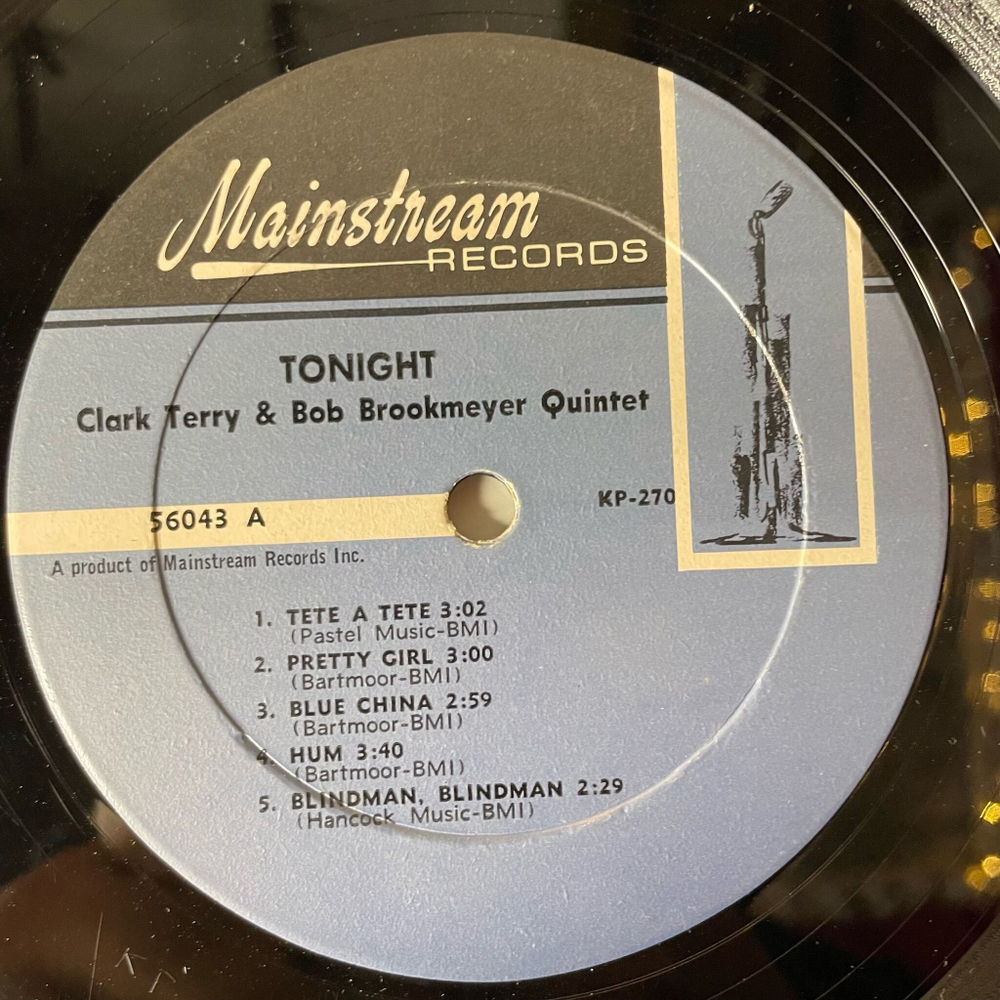 Mainstream
RECORDS
TONIGHT
Clark Terry & Bob Brookmeyer Quintet
KP-270
56043 A
A product of Mainstream Records Inc.
1. TETE A TETE 3:02
(Pastel Music-BMI)
2. PRETTY GIRL 3:00
(Bartmoor-BMI)
3. BLUE CHINA 2:59
(Bartmoor-BMI)
4. HUM 3:40
(Bartmoor-BMI)
5. BLINDMAN, BLINDMAN 2:29
(Hancock Music-BMI)